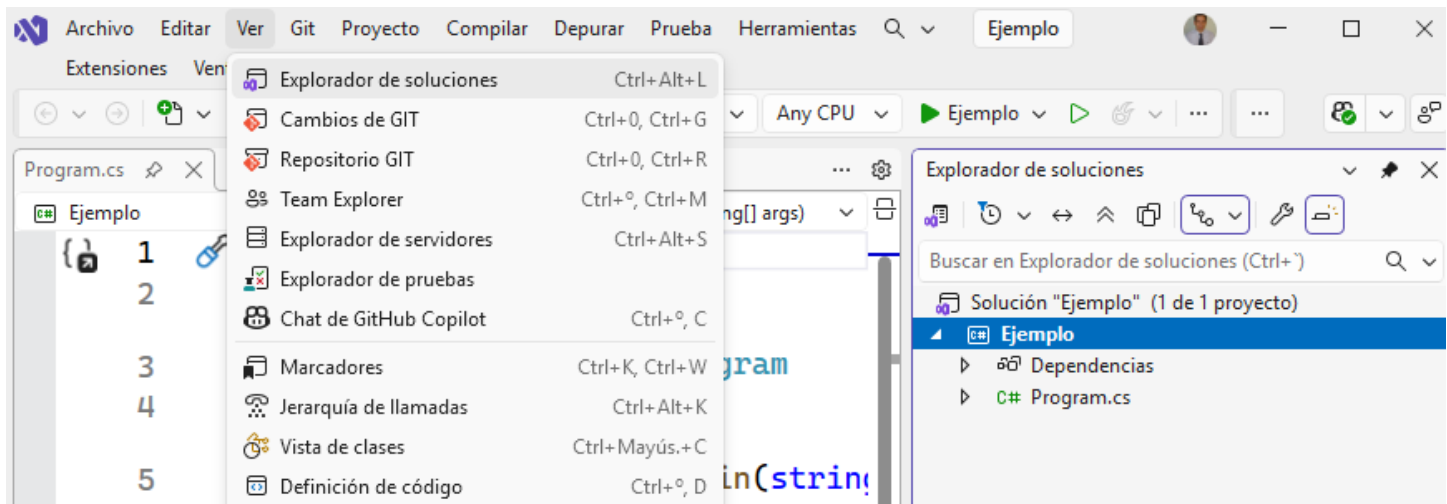 Archivo Editar Ver Git Proyecto Compilar Depurar Prueba Herramientas Ejemplo
Extensiones Ven
Explorador de soluciones Ctrl+Alt+L
Cambios de GIT Ctrl+0, Ctrl+G
Repositorio GIT Ctrl+0, Ctrl+R
Team Explorer Ctrl+º, Ctrl+M
Explorador de servidores Ctrl+Alt+S
Explorador de pruebas
Chat de GitHub Copilot Ctrl+º, C
Marcadores Ctrl+K, Ctrl+W
Jerarquía de llamadas Ctrl+Alt+K
Vista de clases Ctrl+Mayús.+C
Definición de código Ctrl+º, D
Any CPU Ejemplo
Program.cs
C# Ejemplo
ng[] args)
1
2
3 gram
4
5 in(string
Explorador de soluciones
Buscar en Explorador de soluciones (Ctrl+`)
Solución "Ejemplo" (1 de 1 proyecto)
C# Ejemplo
Dependencias
C# Program.cs